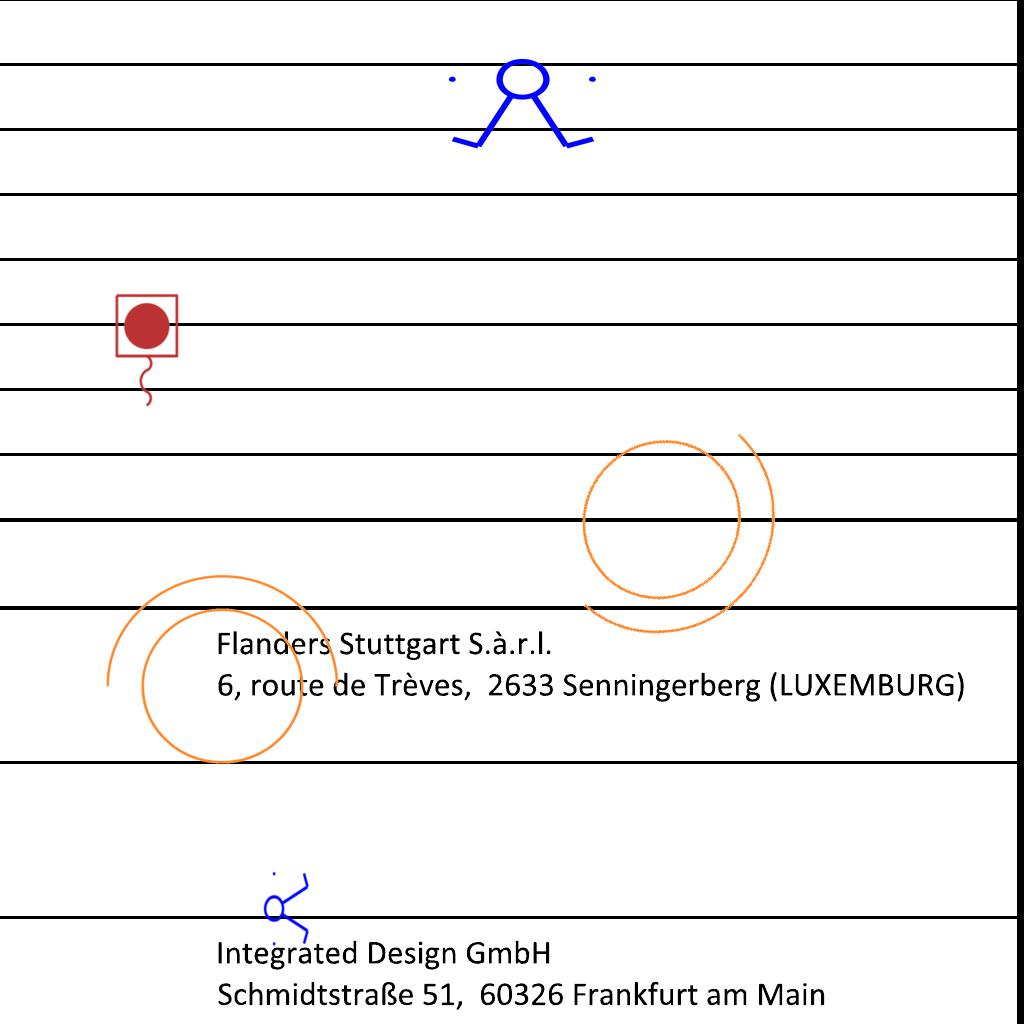 Flanders Stuttgart S.à.r.l.
6, route de Trèves,  2633 Senningerberg (LUXEMBURG)
Integrated Design GmbH
Schmidtstraße 51,  60326 Frankfurt am Main